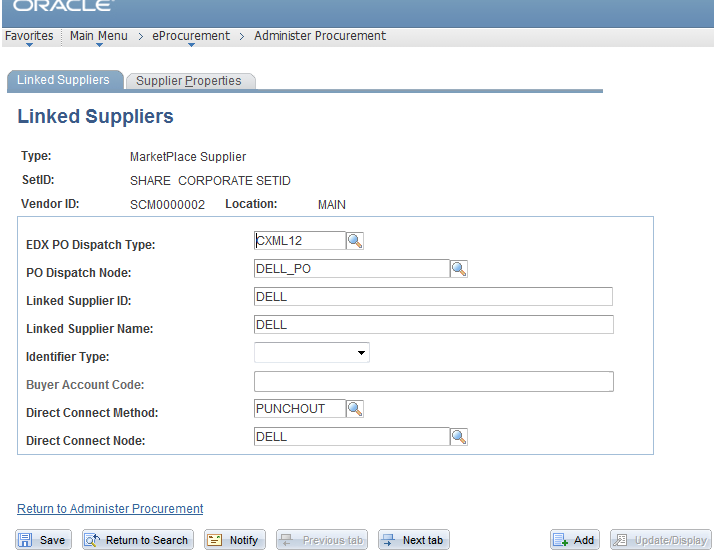 ORACLE
Favorites Main Menu > eProcurement > Administer Procurement
Linked Suppliers Supplier Properties
Linked Suppliers
Type: MarketPlace Supplier
SetID: SHARE CORPORATE SETID
Vendor ID: SCM0000002 Location: MAIN
EDX PO Dispatch Type: CXML12
PO Dispatch Node: DELL_PO
Linked Supplier ID: DELL
Linked Supplier Name: DELL
Identifier Type:
Buyer Account Code:
Direct Connect Method: PUNCHOUT
Direct Connect Node: DELL
Return to Administer Procurement
Save Return to Search Notify Previous tab Next tab Add Update/Display